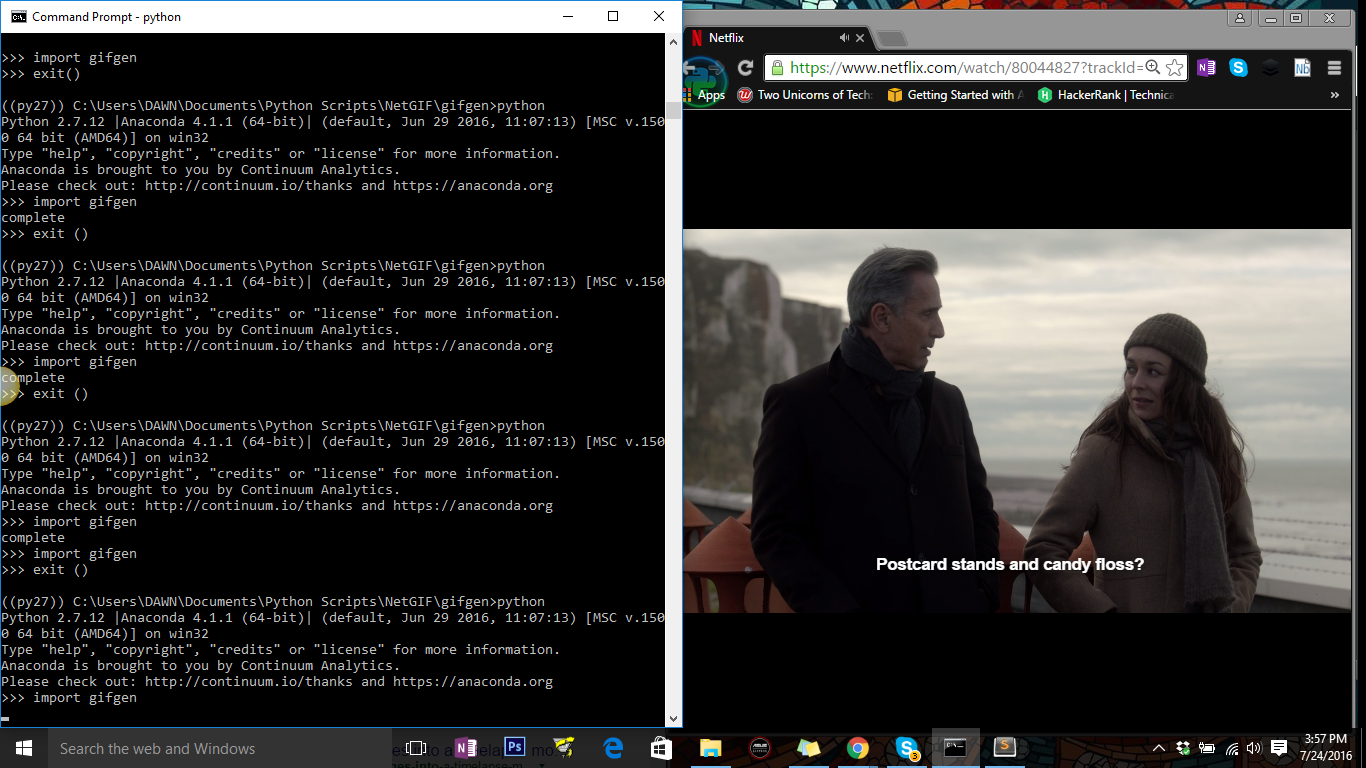 Command Prompt - python
>>> import gifgen
>>> exit()
((py27)) C:\Users\DAWN\Documents\Python Scripts\NetGIF\gifgen>python
Python 2.7.12 |Anaconda 4.1.1 (64-bit)| (default, Jun 29 2016, 11:07:13) [MSC v.150
0 64 bit (AMD64)] on win32
Type "help", "copyright", "credits" or "license" for more information.
Anaconda is brought to you by Continuum Analytics.
Please check out: http://continuum.io/thanks and https://anaconda.org
>>> import gifgen
complete
>>> exit ()
((py27)) C:\Users\DAWN\Documents\Python Scripts\NetGIF\gifgen>python
Python 2.7.12 |Anaconda 4.1.1 (64-bit)| (default, Jun 29 2016, 11:07:13) [MSC v.150
0 64 bit (AMD64)] on win32
Type "help", "copyright", "credits" or "license" for more information.
Anaconda is brought to you by Continuum Analytics.
Please check out: http://continuum.io/thanks and https://anaconda.org
>>> import gifgen
complete
>>> exit ()
((py27)) C:\Users\DAWN\Documents\Python Scripts\NetGIF\gifgen>python
Python 2.7.12 |Anaconda 4.1.1 (64-bit)| (default, Jun 29 2016, 11:07:13) [MSC v.150
0 64 bit (AMD64)] on win32
Type "help", "copyright", "credits" or "license" for more information.
Anaconda is brought to you by Continuum Analytics.
Please check out: http://continuum.io/thanks and https://anaconda.org
>>> import gifgen
complete
>>> import gifgen
>>> exit ()
((py27)) C:\Users\DAWN\Documents\Python Scripts\NetGIF\gifgen>python
Python 2.7.12 |Anaconda 4.1.1 (64-bit)| (default, Jun 29 2016, 11:07:13) [MSC v.150
0 64 bit (AMD64)] on win32
Type "help", "copyright", "credits" or "license" for more information.
Anaconda is brought to you by Continuum Analytics.
Please check out: http://continuum.io/thanks and https://anaconda.org
>>> import gifgen
Netflix
https://www.netflix.com/watch/80044827?trackId=
Apps Two Unicorns of Tech Getting Started with HackerRank | Technica »
Postcard stands and candy floss?
Search the web and Windows
Ps
3
3:57 PM
7/24/2016